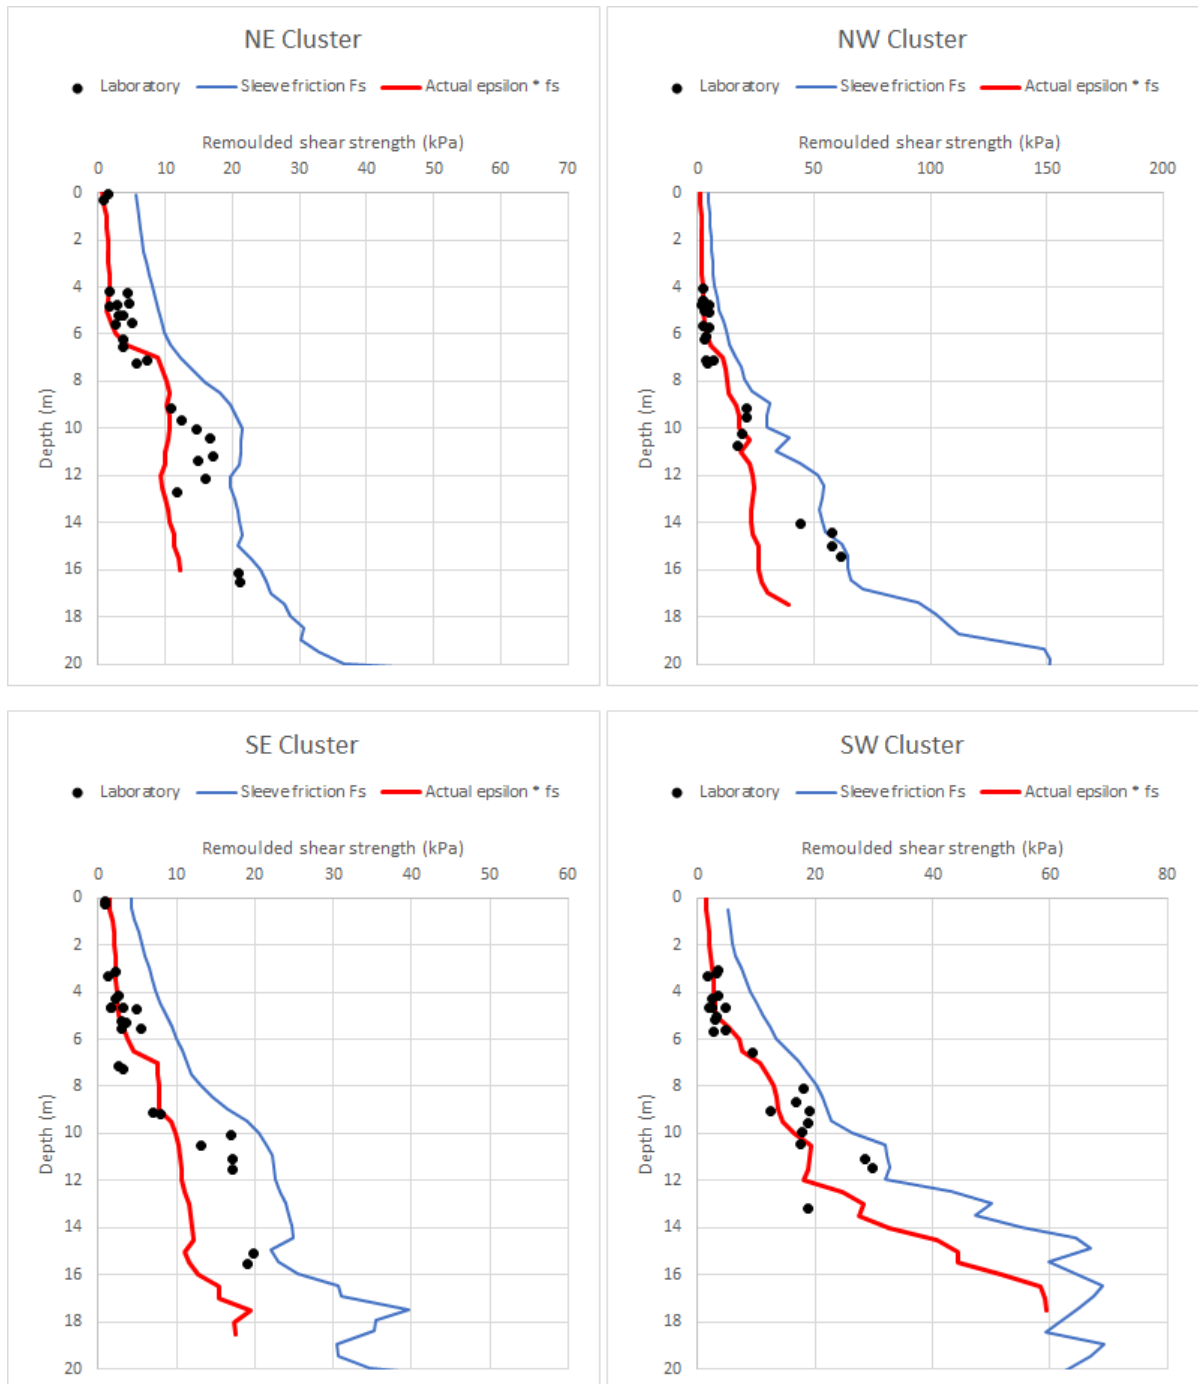 NE Cluster
Laboratory Sleeve friction Fs Actual epsilon * fs
Remoulded shear strength (kPa)
0 10 20 30 40 50 60 70
0
2
4
6
8
10
12
14
16
18
20
Depth (m)
NW Cluster
Laboratory Sleeve friction Fs Actual epsilon * fs
Remoulded shear strength (kPa)
0 50 100 150 200
0
2
4
6
8
10
12
14
16
18
20
Depth (m)
SE Cluster
Laboratory Sleeve friction Fs Actual epsilon * fs
Remoulded shear strength (kPa)
0 10 20 30 40 50 60
0
2
4
6
8
10
12
14
16
18
20
Depth (m)
SW Cluster
Laboratory Sleeve friction Fs Actual epsilon * fs
Remoulded shear strength (kPa)
0 20 40 60 80
0
2
4
6
8
10
12
14
16
18
20
Depth (m)